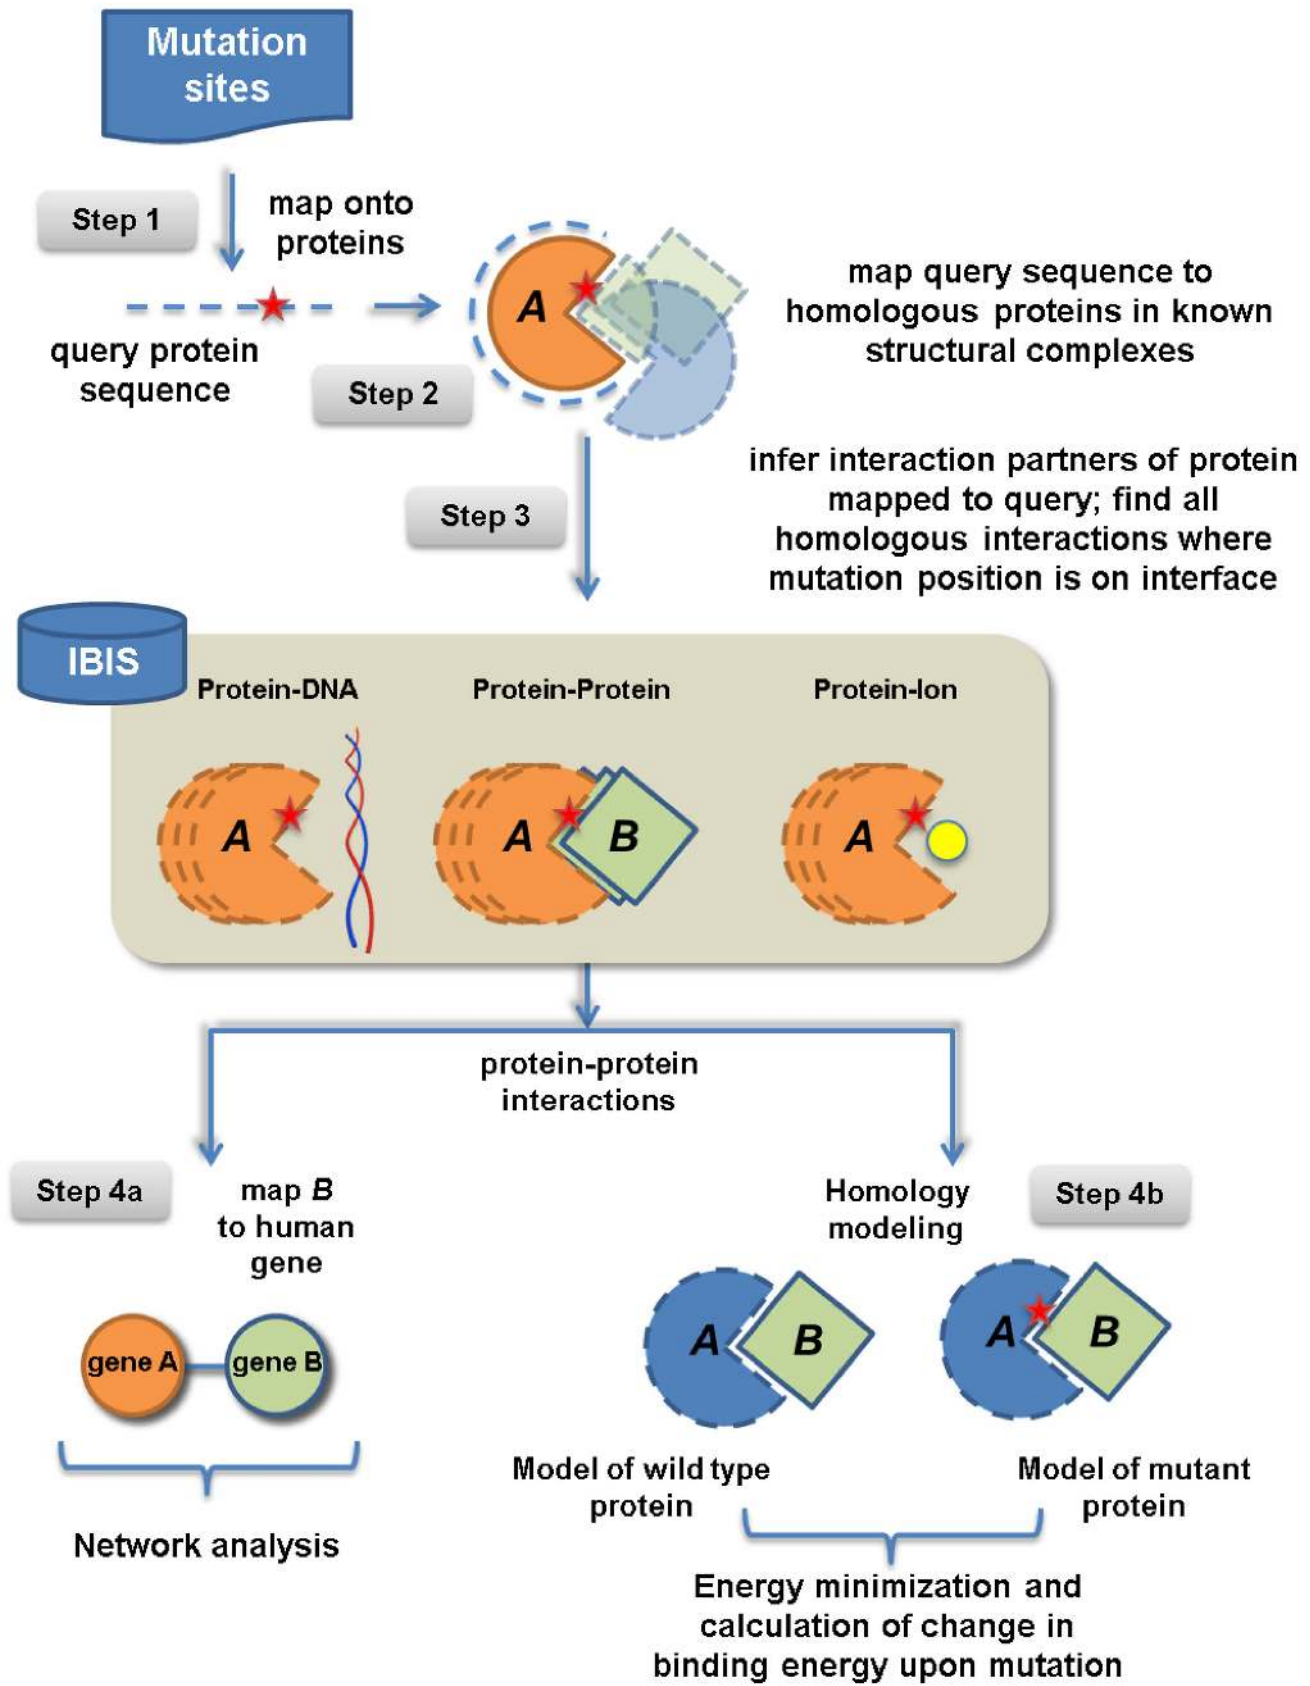 Mutation
sites
Step 1
map onto
proteins
query protein
sequence
Step 2
A
map query sequence to
homologous proteins in known
structural complexes
Step 3
infer interaction partners of protein
mapped to query; find all
homologous interactions where
mutation position is on interface
IBIS
Protein-DNA
Protein-Protein
Protein-Ion
A
A
B
A
protein-protein
interactions
Step 4a
map B
to human
gene
gene A
gene B
Network analysis
Homology
modeling
Step 4b
A
B
A
B
Model of wild type
protein
Model of mutant
protein
Energy minimization and
calculation of change in
binding energy upon mutation